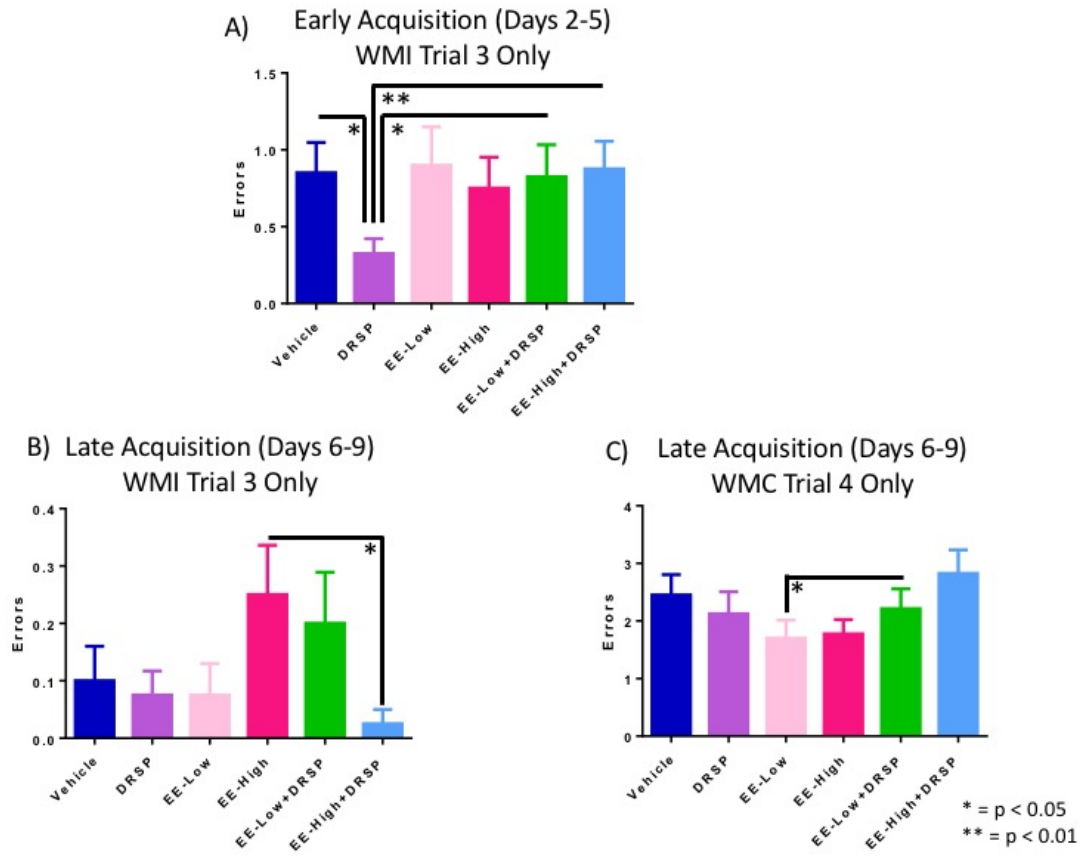 A) Early Acquisition (Days 2-5)
WMI Trial 3 Only
1.5
1.0
0.5
0.0
Errors
**
*
*
Vehicle
DRSP
EE-Low
EE-High
EE-Low+DRSP
EE-High+DRSP
B) Late Acquisition (Days 6-9)
WMI Trial 3 Only
0.4
0.3
0.2
0.1
0.0
Errors
*
Vehicle
DRSP
EE-Low
EE-High
EE-Low+DRSP
EE-High+DRSP
C) Late Acquisition (Days 6-9)
WMC Trial 4 Only
4
3
2
1
0
Errors
*
Vehicle
DRSP
EE-Low
EE-High
EE-Low+DRSP
EE-High+DRSP
* = p < 0.05
** = p < 0.01